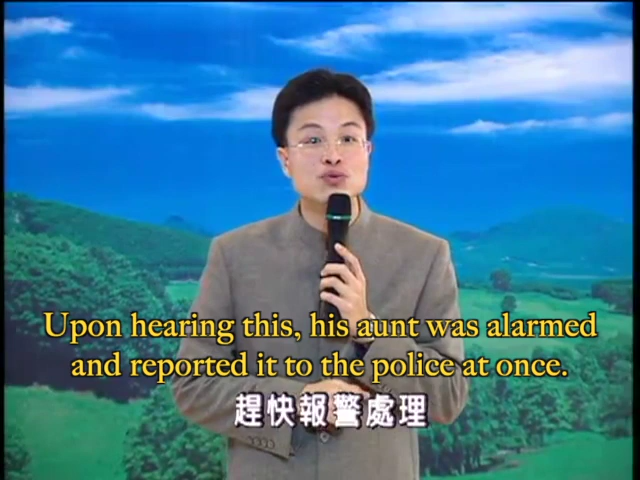 Upon hearing this, his aunt was alarmed
and reported it to the police at once.
趕快報警處理